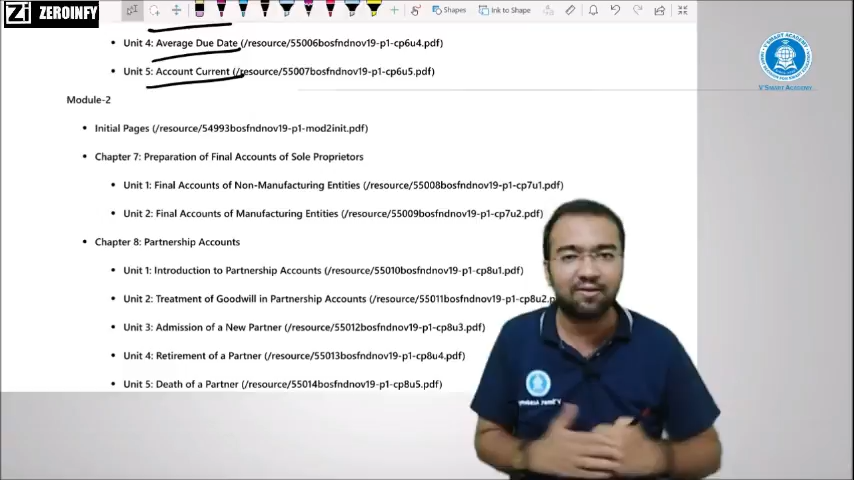 Zi ZEROINFY
Shapes
Ink to Shape
Unit 4: Average Due Date (/resource/55006bosfndnov19-p1-cp6u4.pdf)
Unit 5: Account Current (/resource/55007bosfndnov19-p1-cp6u5.pdf)
V'SMART ACADEMY
Module-2
Initial Pages (/resource/54993bosfndnov19-p1-mod2init.pdf)
Chapter 7: Preparation of Final Accounts of Sole Proprietors
Unit 1: Final Accounts of Non-Manufacturing Entities (/resource/55008bosfndnov19-p1-cp7u1.pdf)
Unit 2: Final Accounts of Manufacturing Entities (/resource/55009bosfndnov19-p1-cp7u2.pdf)
Chapter 8: Partnership Accounts
Unit 1: Introduction to Partnership Accounts (/resource/55010bosfndnov19-p1-cp8u1.pdf)
Unit 2: Treatment of Goodwill in Partnership Accounts (/resource/55011bosfndnov19-p1-cp8u2.p
Unit 3: Admission of a New Partner (/resource/55012bosfndnov19-p1-cp8u3.pdf)
Unit 4: Retirement of a Partner (/resource/55013bosfndnov19-p1-cp8u4.pdf)
Unit 5: Death of a Partner (/resource/55014bosfndnov19-p1-cp8u5.pdf)
V'Smart Academy